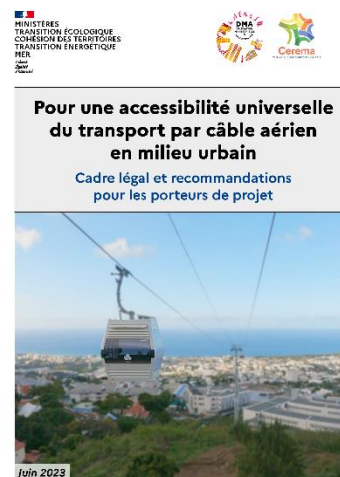 MINISTÈRES
TRANSITION ÉCOLOGIQUE
COHÉSION DES TERRITOIRES
TRANSITION ÉNERGÉTIQUE
MER
DMA
Cerema
Pour une accessibilité universelle
du transport par câble aérien
en milieu urbain
Cadre légal et recommandations
pour les porteurs de projet
Juin 2023